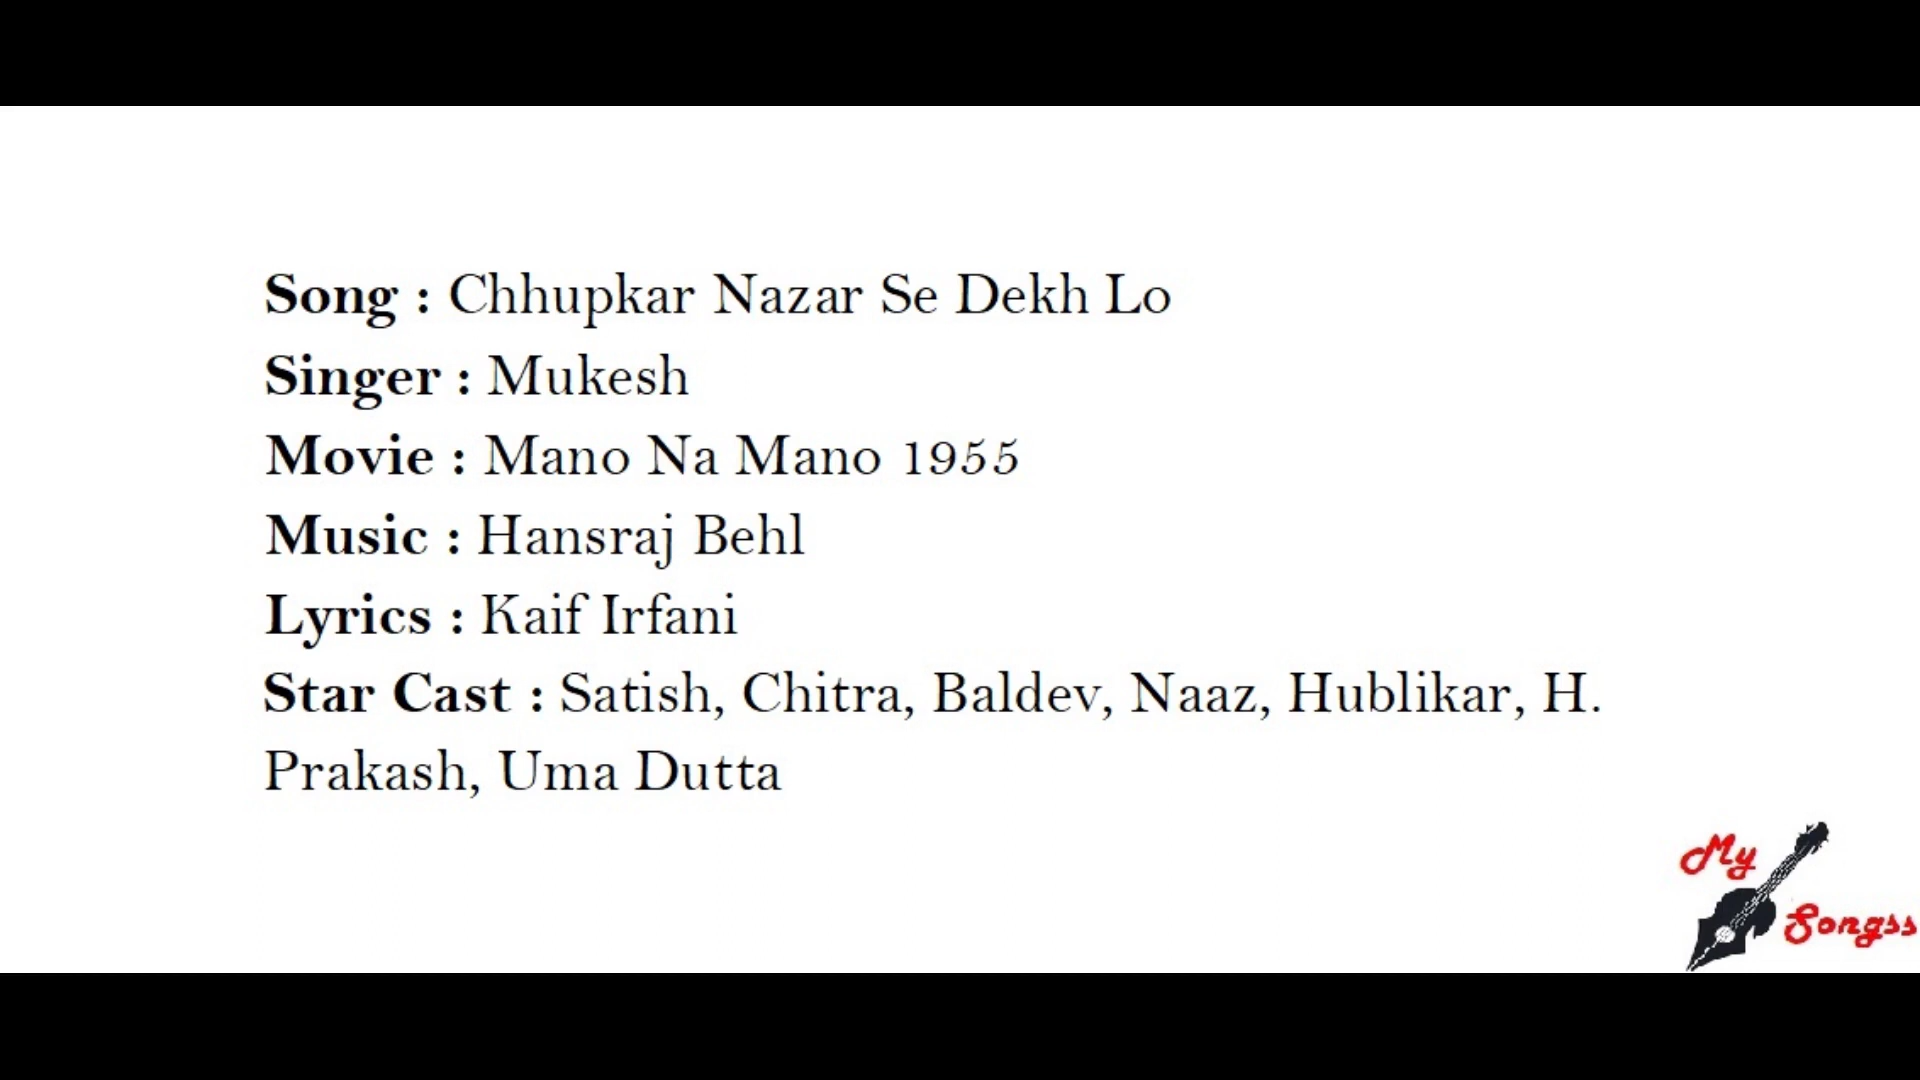 Song : Chhupkar Nazar Se Dekh Lo
Singer : Mukesh
Movie : Mano Na Mano 1955
Music : Hansraj Behl
Lyrics : Kaif Irfani
Star Cast : Satish, Chitra, Baldev, Naaz, Hublikar, H.
Prakash, Uma Dutta
My
Songss